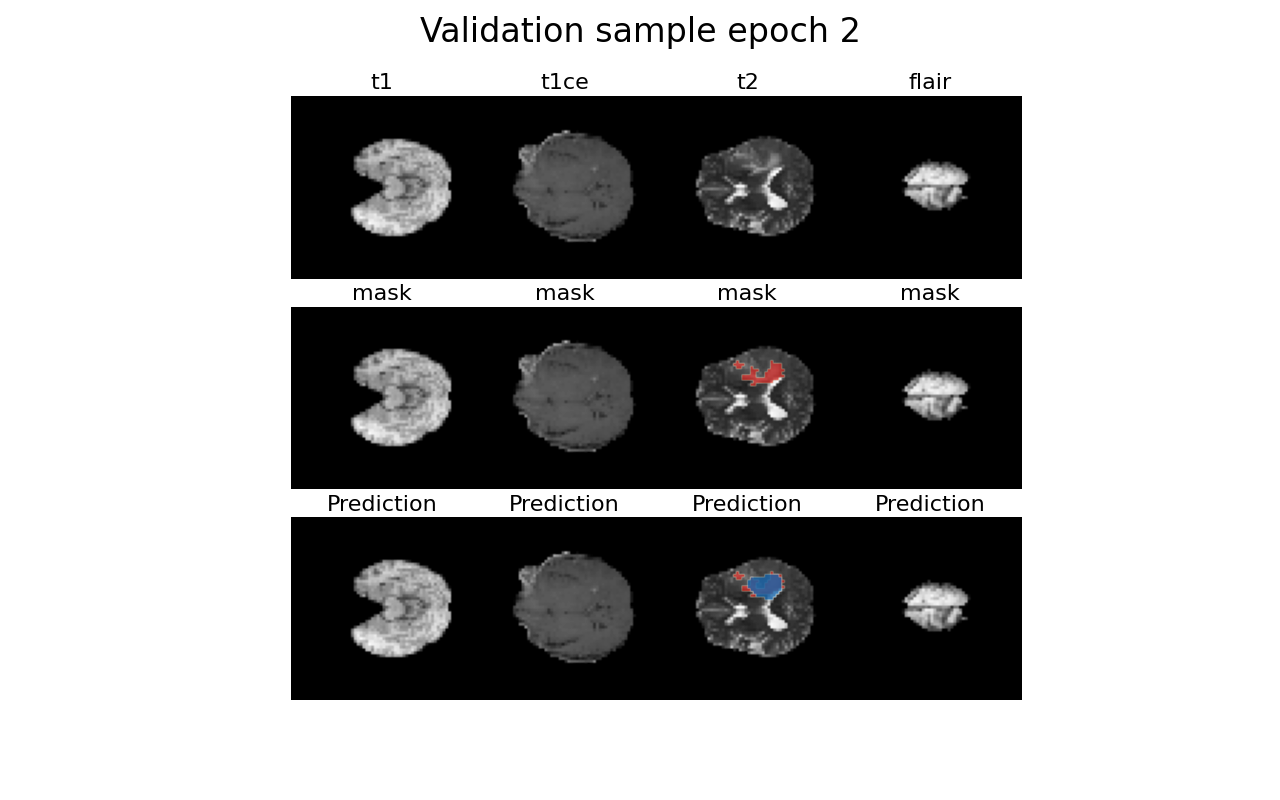 Validation sample epoch 2
t1 t1ce t2 flair
mask mask mask mask
Prediction Prediction Prediction Prediction